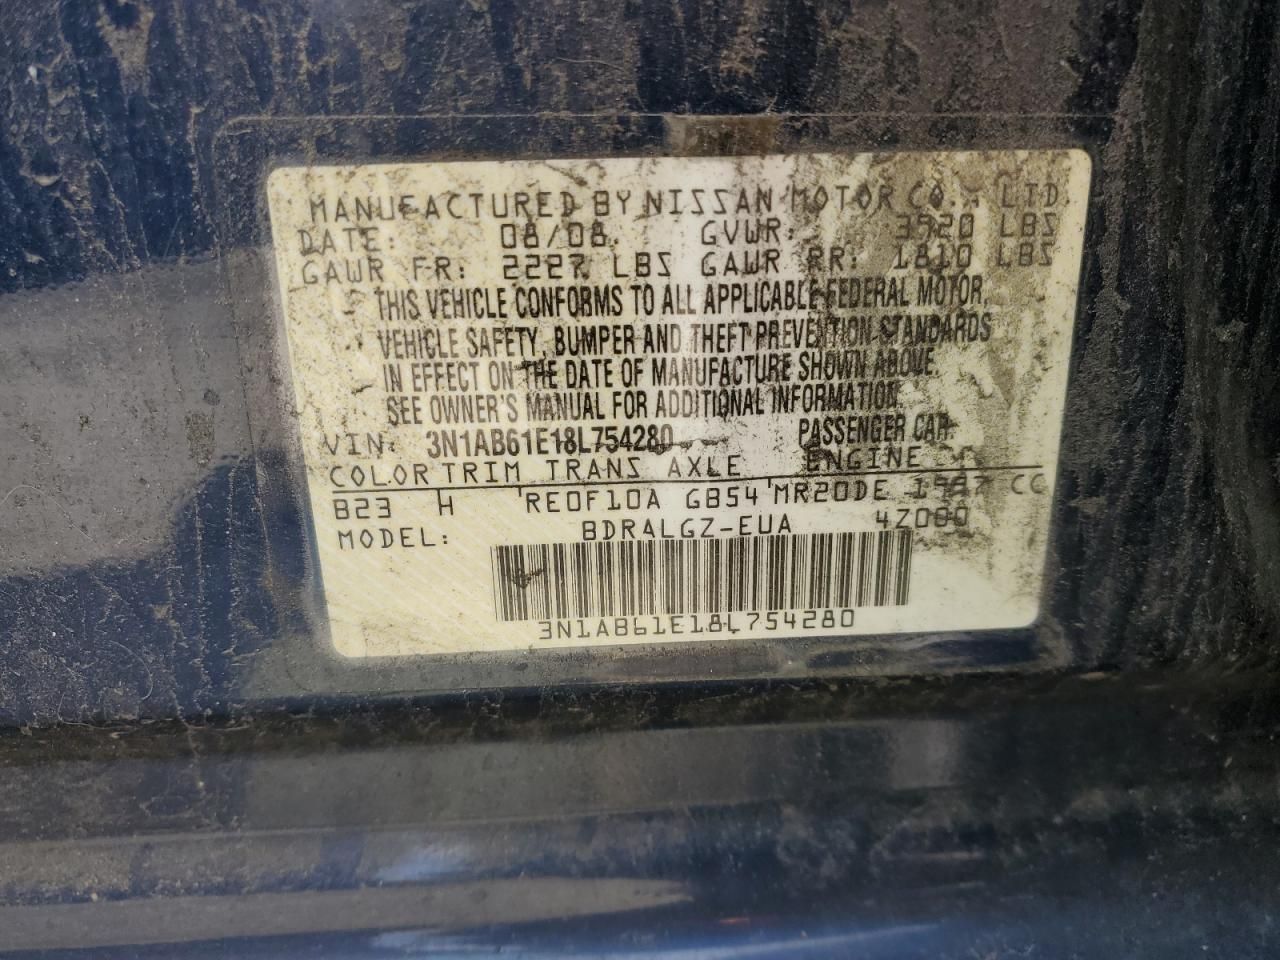 MANUFACTURED BY NISSAN MOTOR CO., LTD.
DATE: 08/08 GVWR: 3520 LBS
GAWR FR: 2227 LBS GAWR RR: 1810 LBS
THIS VEHICLE CONFORMS TO ALL APPLICABLE FEDERAL MOTOR
VEHICLE SAFETY, BUMPER AND THEFT PREVENTION STANDARDS
IN EFFECT ON THE DATE OF MANUFACTURE SHOWN ABOVE.
SEE OWNER'S MANUAL FOR ADDITIONAL INFORMATION
VIN: 3N1AB61E18L754280 PASSENGER CAR
COLOR TRIM TRANS AXLE ENGINE
B23 H RE0F10A GB54 MR20DE 1997 CC
MODEL: BDRALGZ-EUA 4Z000
3N1AB61E18L754280